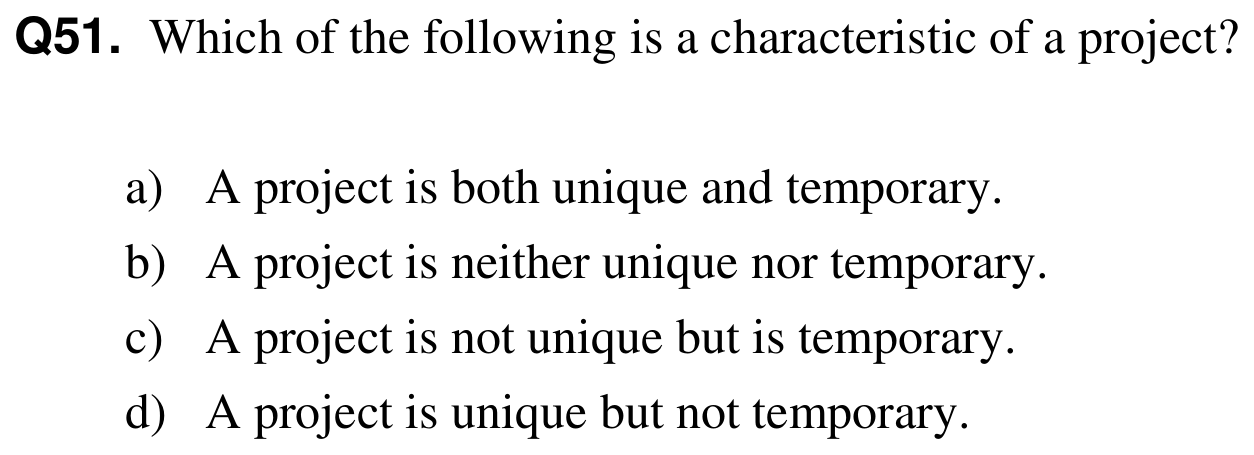 Q51. Which of the following is a characteristic of a project?
a) A project is both unique and temporary.
b) A project is neither unique nor temporary.
c) A project is not unique but is temporary.
d) A project is unique but not temporary.